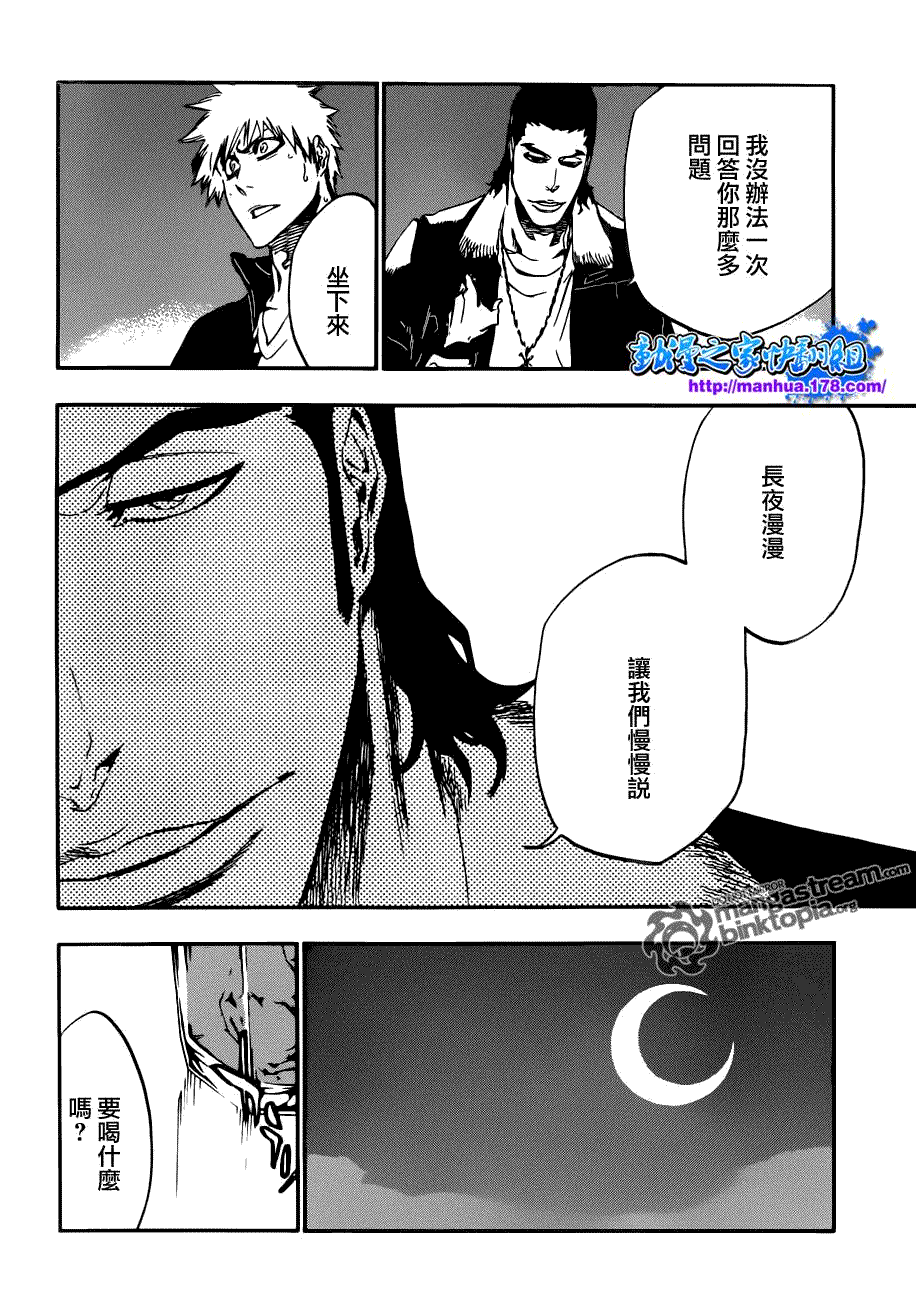 我沒辦法一次
回答你那麼多
問題
坐下來
動漫之家汉翻組
http://manhua.178.com/
長夜漫漫
讓我們慢慢説
mangastream.com
binktopia.org
要喝什麼
嗎?